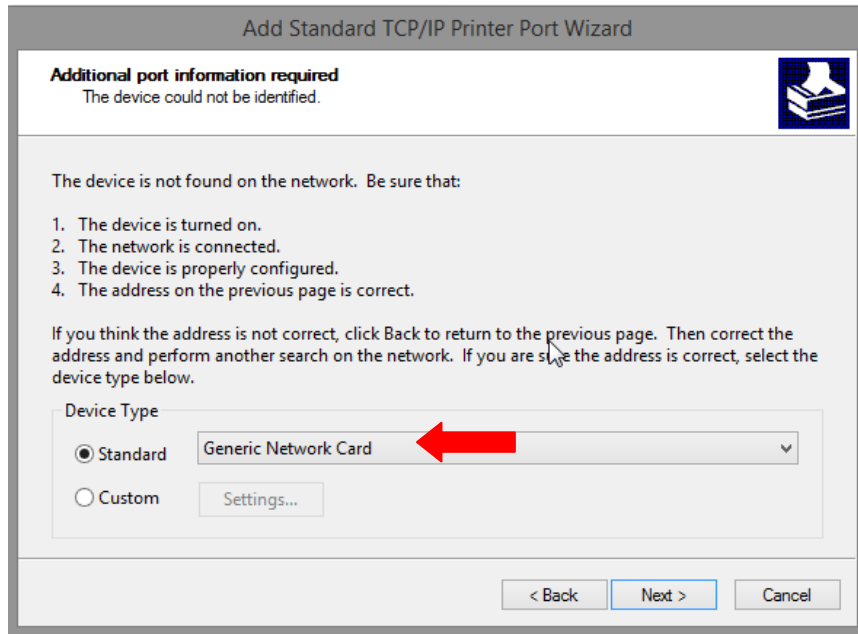 Add Standard TCP/IP Printer Port Wizard
Additional port information required
The device could not be identified.
The device is not found on the network. Be sure that:
1. The device is turned on.
2. The network is connected.
3. The device is properly configured.
4. The address on the previous page is correct.
If you think the address is not correct, click Back to return to the previous page. Then correct the
address and perform another search on the network. If you are sure the address is correct, select the
device type below.
Device Type
Standard
Generic Network Card
Custom
Settings...
< Back
Next >
Cancel